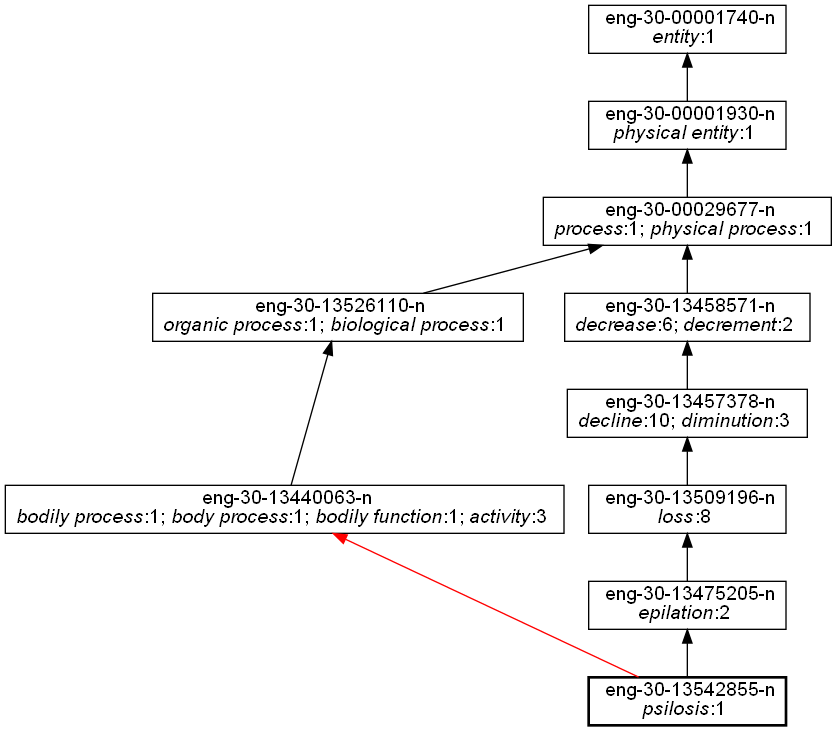 eng-30-00001740-n
entity:1
eng-30-00001930-n
physical entity:1
eng-30-00029677-n
process:1; physical process:1
eng-30-13526110-n
organic process:1; biological process:1
eng-30-13458571-n
decrease:6; decrement:2
eng-30-13457378-n
decline:10; diminution:3
eng-30-13440063-n
bodily process:1; body process:1; bodily function:1; activity:3
eng-30-13509196-n
loss:8
eng-30-13475205-n
epilation:2
eng-30-13542855-n
psilosis:1